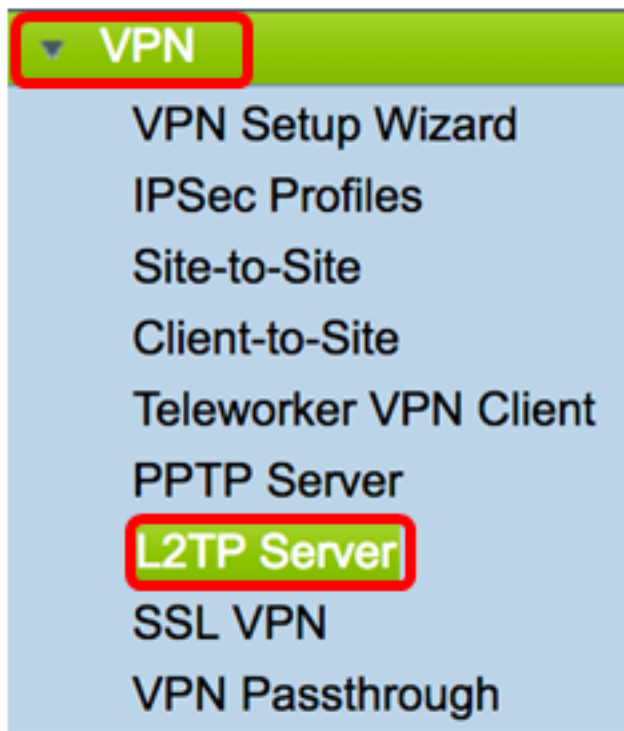 VPN
VPN Setup Wizard
IPSec Profiles
Site-to-Site
Client-to-Site
Teleworker VPN Client
PPTP Server
L2TP Server
SSL VPN
VPN Passthrough